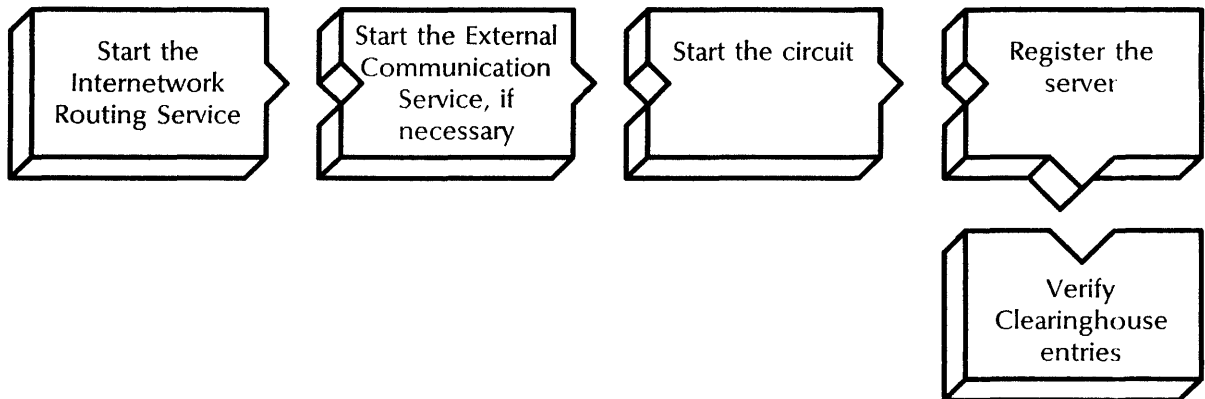 Start the
Internetwork
Routing Service
Start the External
Communication
Service, if
necessary
Start the circuit
Register the
server
Verify
Clearinghouse
entries